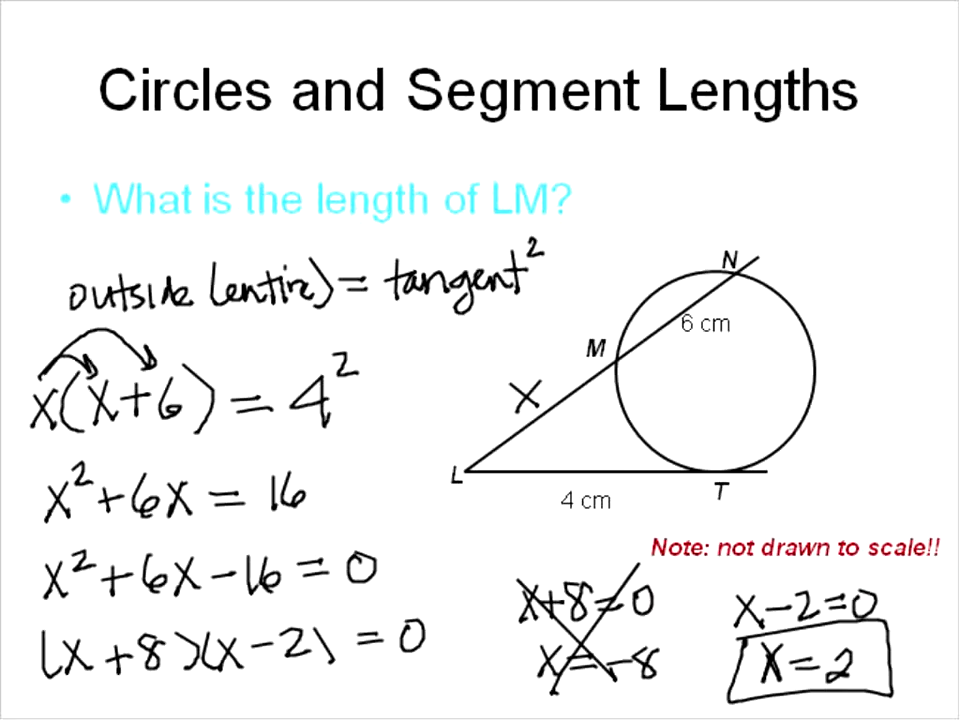 Circles and Segment Lengths
• What is the length of LM?
outside (entire) = tangent²
x(x+6) = 4²
x²+6x = 16
x²+6x-16=0
(x+8)(x-2) = 0
N
6 cm
M
X
L
4 cm
T
Note: not drawn to scale!!
x+8=0
x=-8
x-2=0
x=2